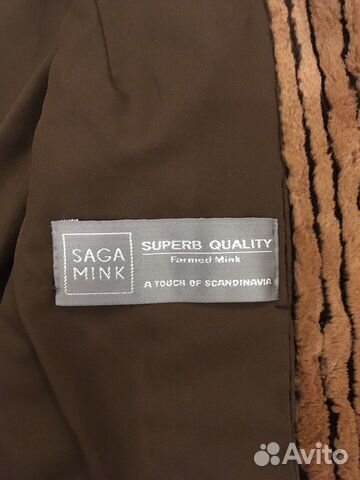 SAGA
MINK
SUPERB QUALITY
Farmed Mink
A TOUCH OF SCANDINAVIA
Avito